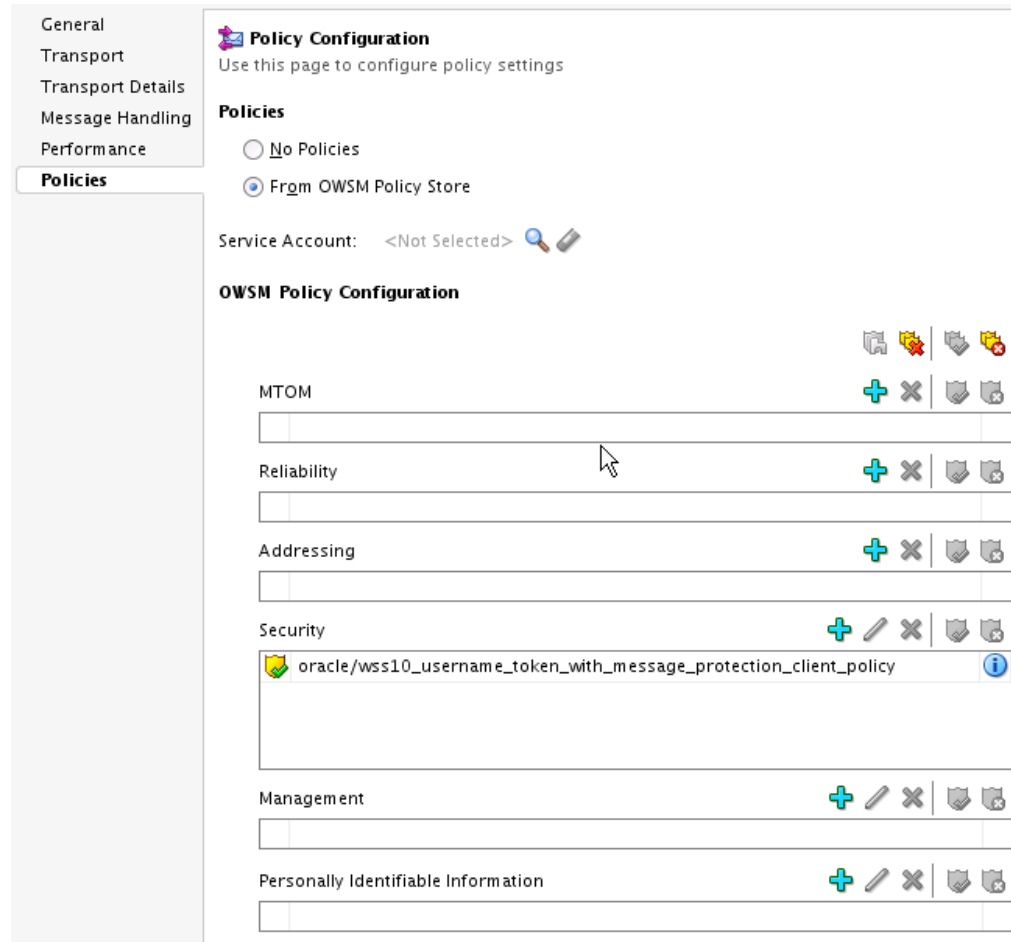 General
Transport
Transport Details
Message Handling
Performance
Policies
Policy Configuration
Use this page to configure policy settings
Policies
No Policies
From OWSM Policy Store
Service Account: <Not Selected>
OWSM Policy Configuration
MTOM
Reliability
Addressing
Security
oracle/wss10_username_token_with_message_protection_client_policy
Management
Personally Identifiable Information